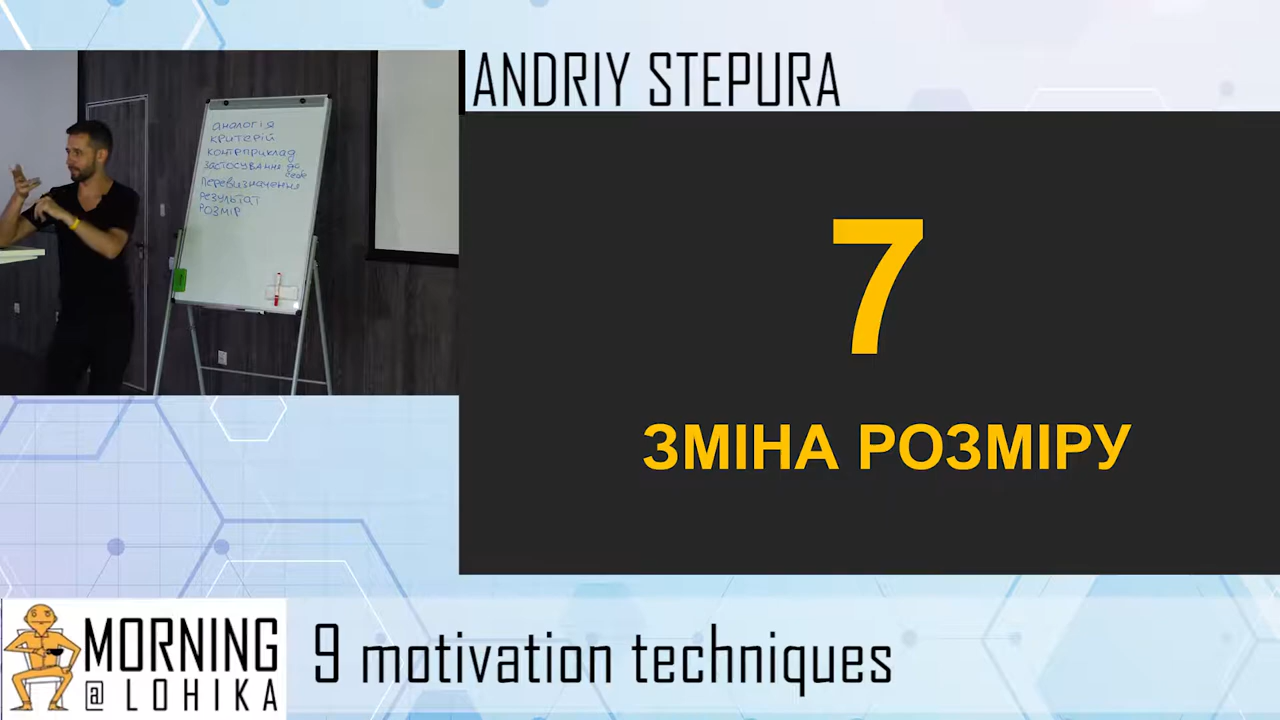 ANDRIY STEPURA
аналогія
критерій
контрприклад
застосування до
себе
перевизначення
результат
розмір
7
ЗМІНА РОЗМІРУ
MORNING
@ LOHIKA
9 motivation techniques